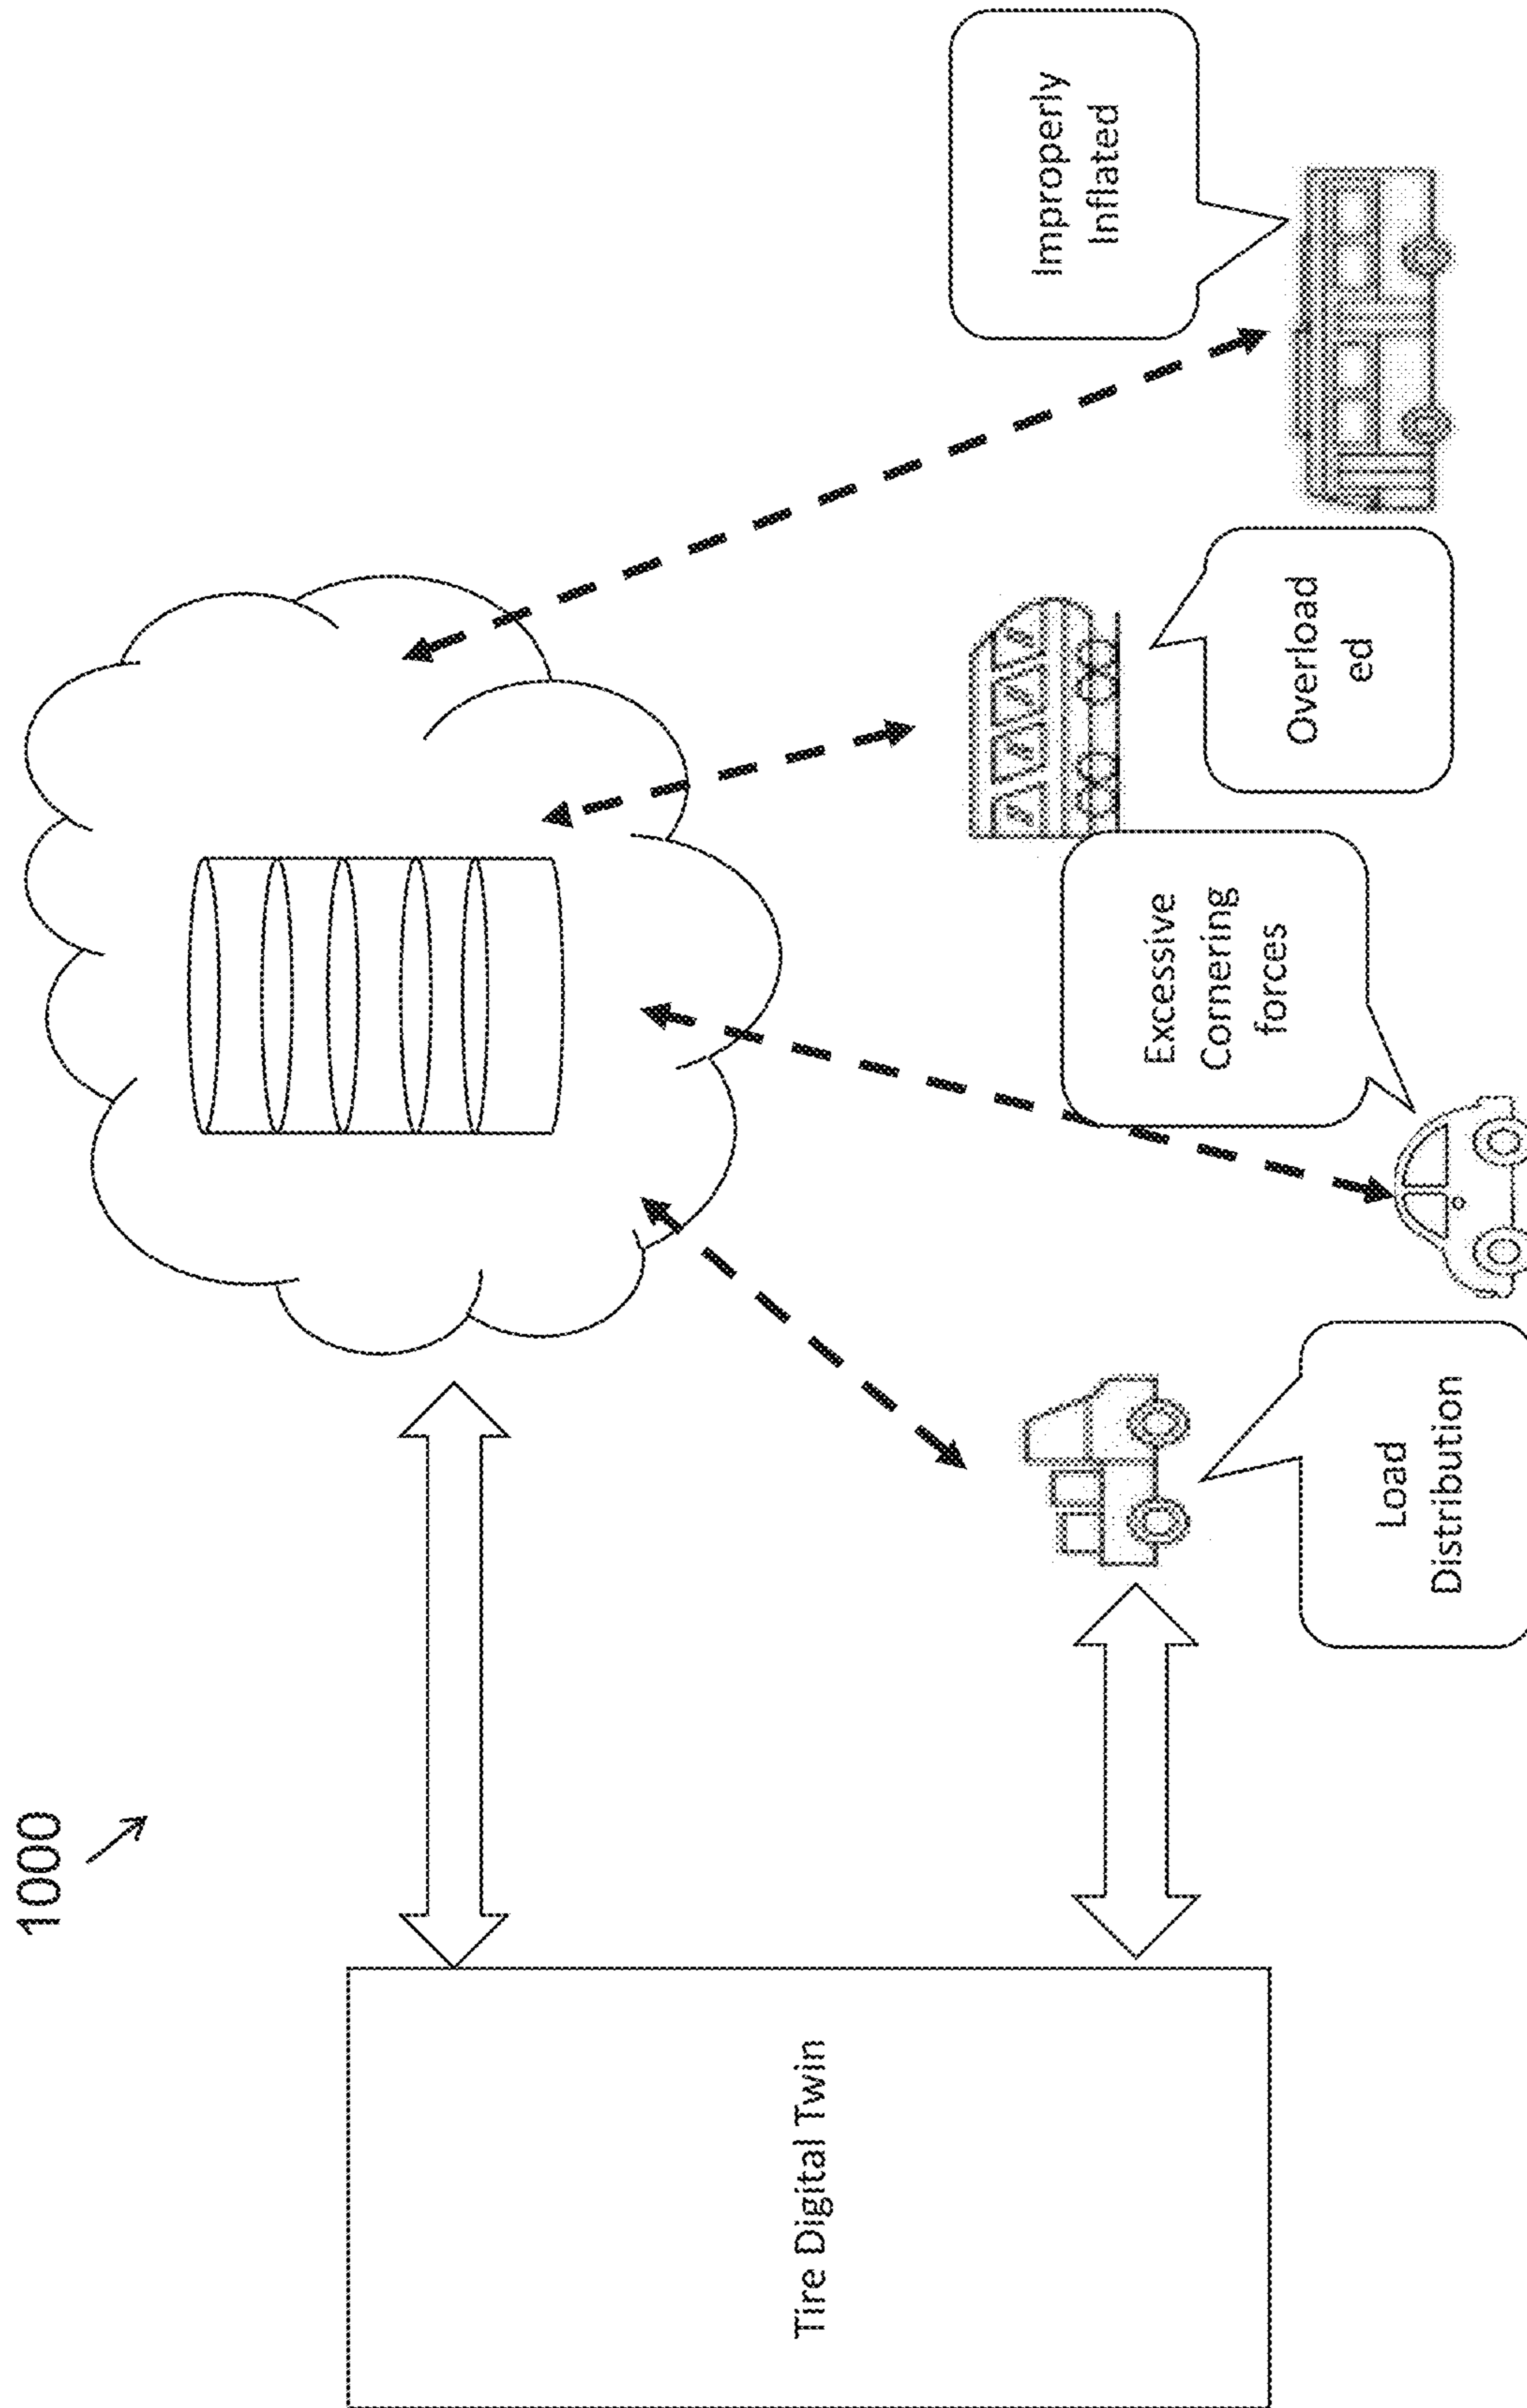 1000
Tire Digital Twin
Load
Distribution
Excessive
Cornering
forces
Overload
ed
Improperly
Inflated